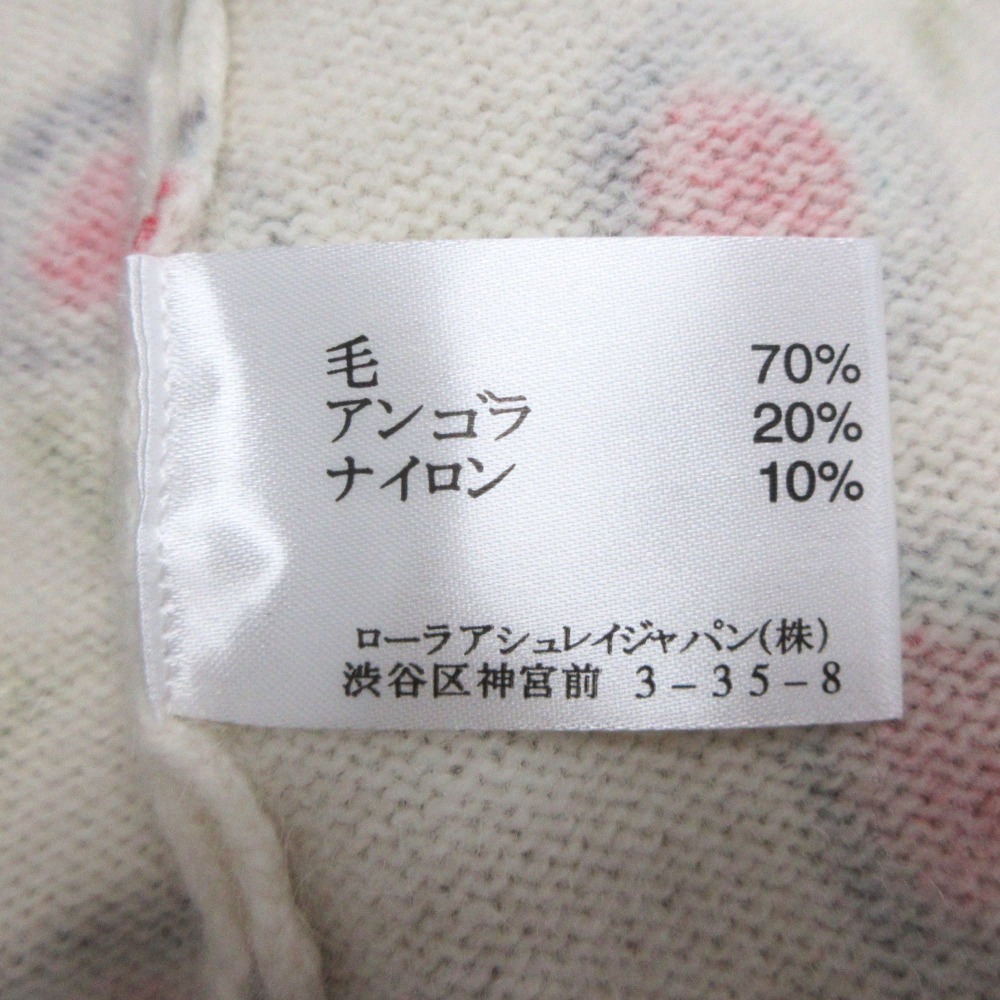 毛 70%
アンゴラ 20%
ナイロン 10%
ローラアシュレイジャパン(株)
渋谷区神宮前 3-35-8